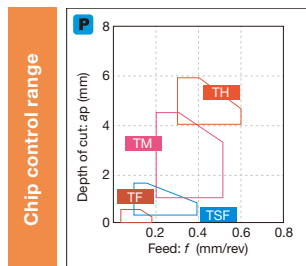 Chip control range
P
Depth of cut: ap (mm)
8
6
4
2
0
TH
TM
TF
TSF
0.2 0.4 0.6 0.8
Feed: f (mm/rev)